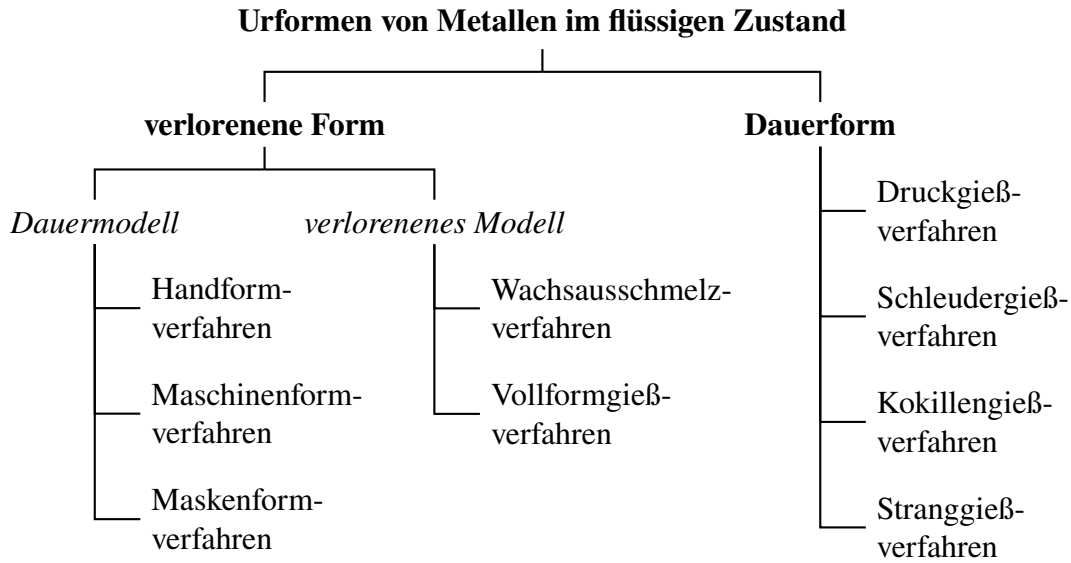 Urformen von Metallen im flüssigen Zustand
verlorenene Form
Dauermodell
Handform-
verfahren
Maschinenform-
verfahren
Maskenform-
verfahren
verlorenenes Modell
Wachsausschmelz-
verfahren
Vollformgieß-
verfahren
Dauerform
Druckgieß-
verfahren
Schleudergieß-
verfahren
Kokillengieß-
verfahren
Stranggieß-
verfahren